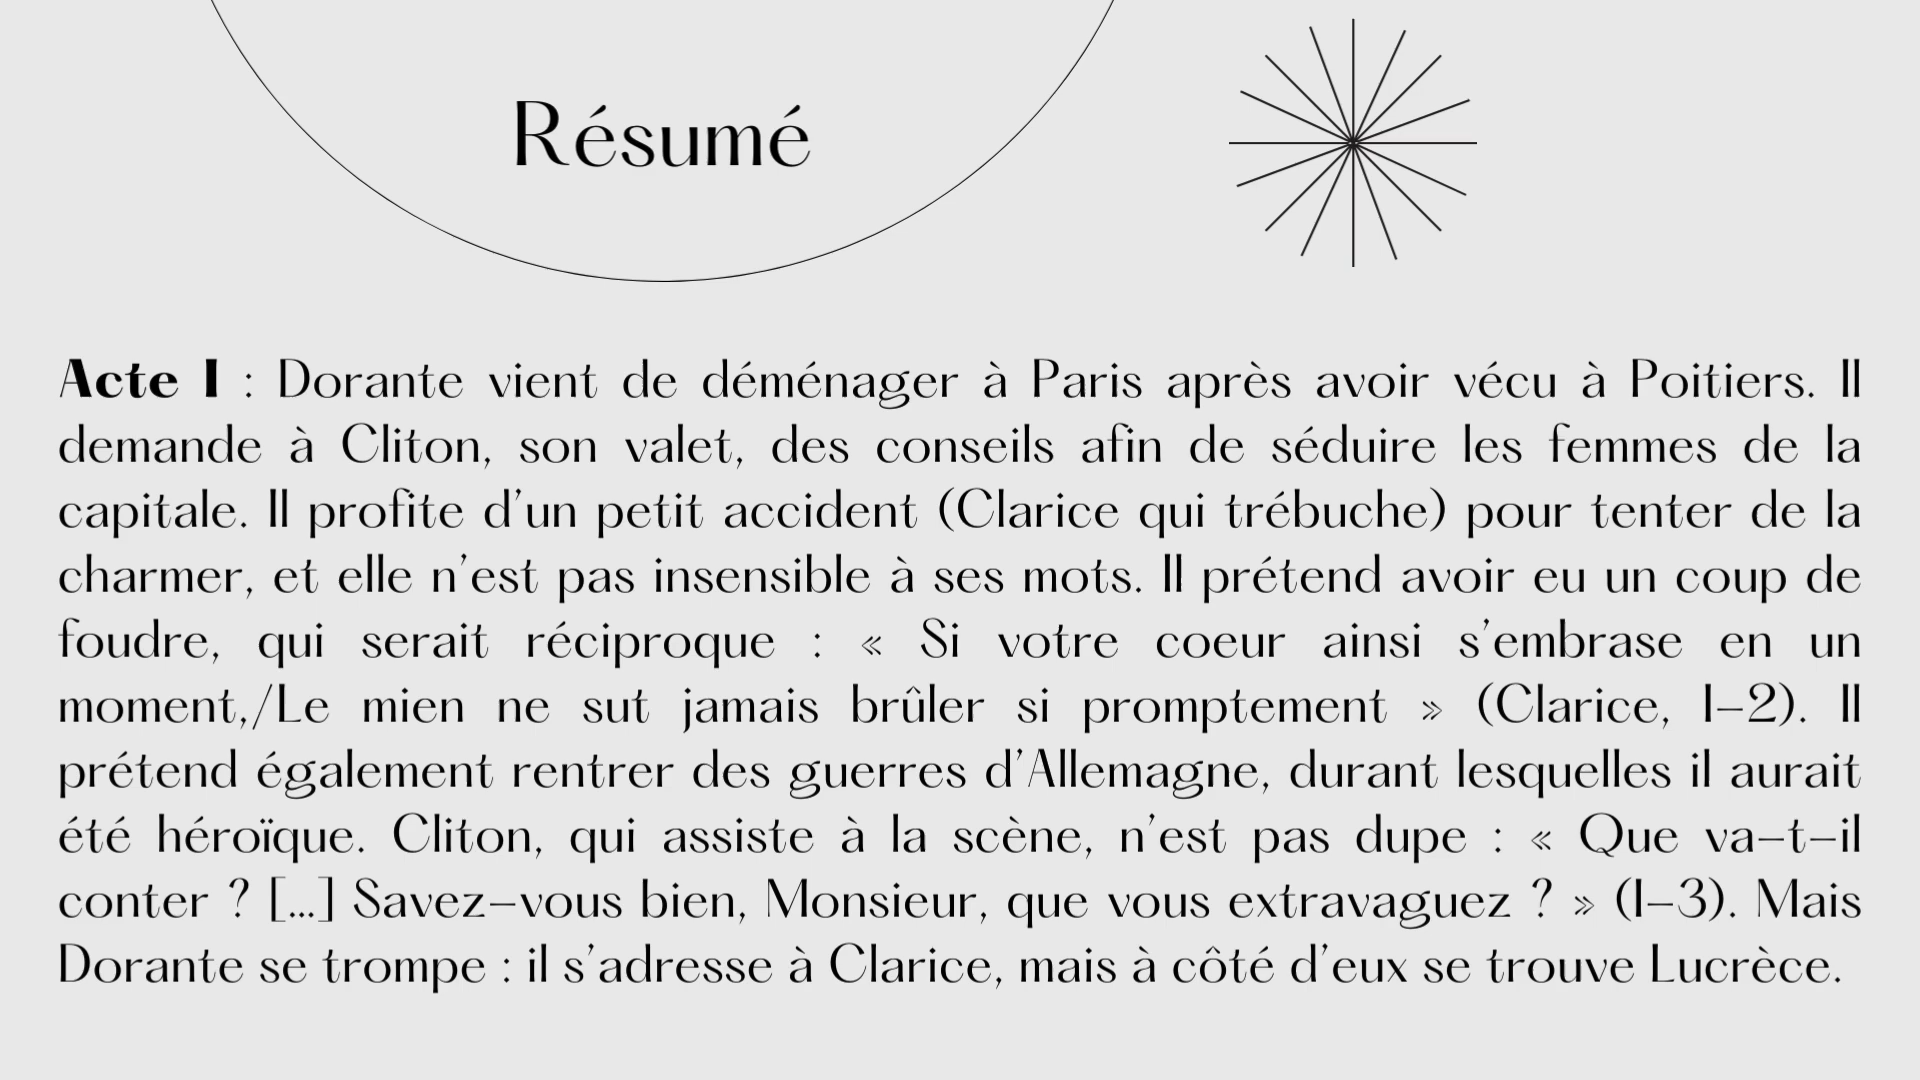 Résumé
Acte I : Dorante vient de déménager à Paris après avoir vécu à Poitiers. Il
demande à Cliton, son valet, des conseils afin de séduire les femmes de la
capitale. Il profite d’un petit accident (Clarice qui trébuche) pour tenter de la
charmer, et elle n’est pas insensible à ses mots. Il prétend avoir eu un coup de
foudre, qui serait réciproque : « Si votre coeur ainsi s’embrase en un
moment,/Le mien ne sut jamais brûler si promptement » (Clarice, I–2). Il
prétend également rentrer des guerres d’Allemagne, durant lesquelles il aurait
été héroïque. Cliton, qui assiste à la scène, n’est pas dupe : « Que va–t–il
conter ? [...] Savez–vous bien, Monsieur, que vous extravaguez ? » (I–3). Mais
Dorante se trompe : il s’adresse à Clarice, mais à côté d’eux se trouve Lucrèce.